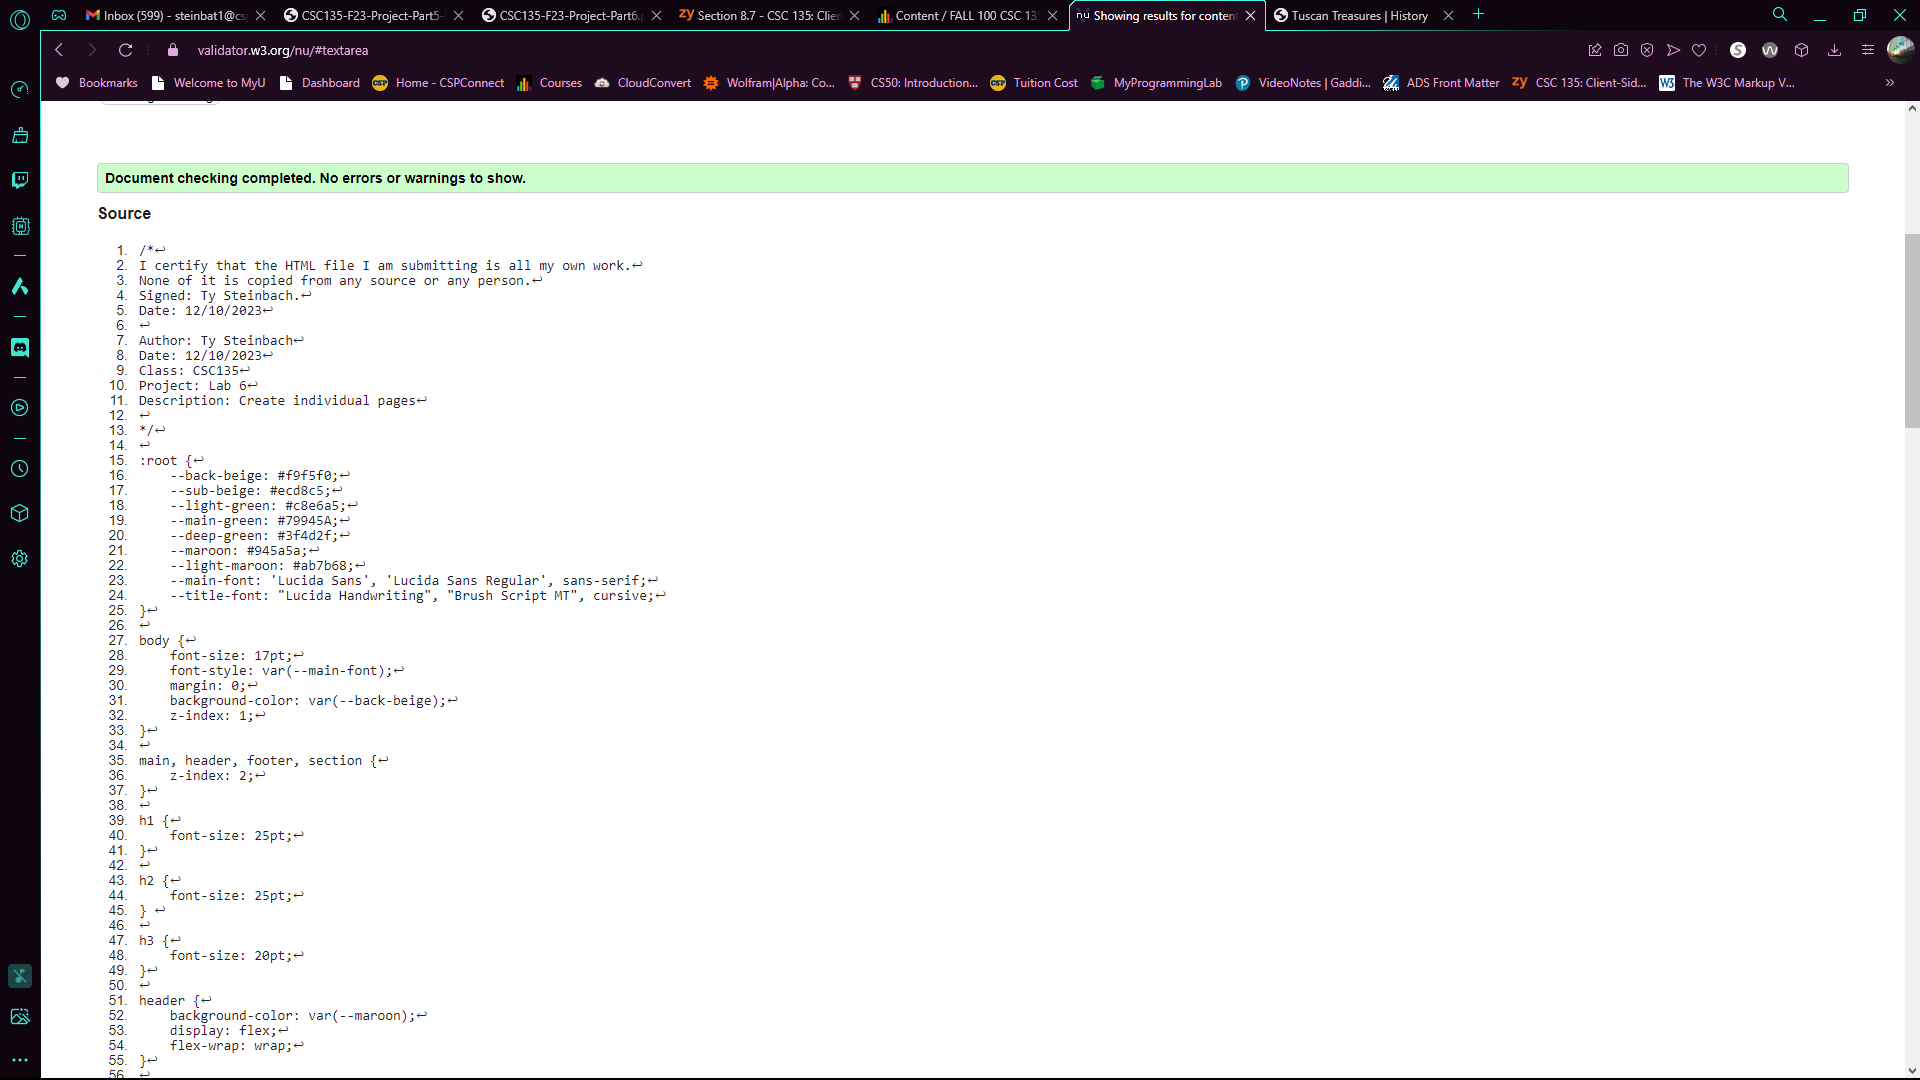 Inbox (599) - steinbat1@cs
CSC135-F23-Project-Part5-
CSC135-F23-Project-Part6.p
Section 8.7 - CSC 135: Clien
Content / FALL 100 CSC 13
Showing results for conten
Tuscan Treasures | History
validator.w3.org/nu/#textarea
Bookmarks
Welcome to MyU
Dashboard
Home - CSPConnect
Courses
CloudConvert
Wolfram|Alpha: Co...
CS50: Introduction...
Tuition Cost
MyProgrammingLab
VideoNotes | Gaddi...
ADS Front Matter
CSC 135: Client-Sid...
The W3C Markup V...
Document checking completed. No errors or warnings to show.
Source
1. /*↩
2. I certify that the HTML file I am submitting is all my own work.↩
3. None of it is copied from any source or any person.↩
4. Signed: Ty Steinbach.↩
5. Date: 12/10/2023↩
6. ↩
7. Author: Ty Steinbach↩
8. Date: 12/10/2023↩
9. Class: CSC135↩
10. Project: Lab 6↩
11. Description: Create individual pages↩
12. ↩
13. */↩
14. ↩
15. :root {↩
16. --back-beige: #f9f5f0;↩
17. --sub-beige: #ecd8c5;↩
18. --light-green: #c8e6a5;↩
19. --main-green: #79945A;↩
20. --deep-green: #3f4d2f;↩
21. --maroon: #945a5a;↩
22. --light-maroon: #ab7b68;↩
23. --main-font: 'Lucida Sans', 'Lucida Sans Regular', sans-serif;↩
24. --title-font: "Lucida Handwriting", "Brush Script MT", cursive;↩
25. }↩
26. ↩
27. body {↩
28. font-size: 17pt;↩
29. font-style: var(--main-font);↩
30. margin: 0;↩
31. background-color: var(--back-beige);↩
32. z-index: 1;↩
33. }↩
34. ↩
35. main, header, footer, section {↩
36. z-index: 2;↩
37. }↩
38. ↩
39. h1 {↩
40. font-size: 25pt;↩
41. }↩
42. ↩
43. h2 {↩
44. font-size: 25pt;↩
45. } ↩
46. ↩
47. h3 {↩
48. font-size: 20pt;↩
49. }↩
50. ↩
51. header {↩
52. background-color: var(--maroon);↩
53. display: flex;↩
54. flex-wrap: wrap;↩
55. }↩
56. ↩